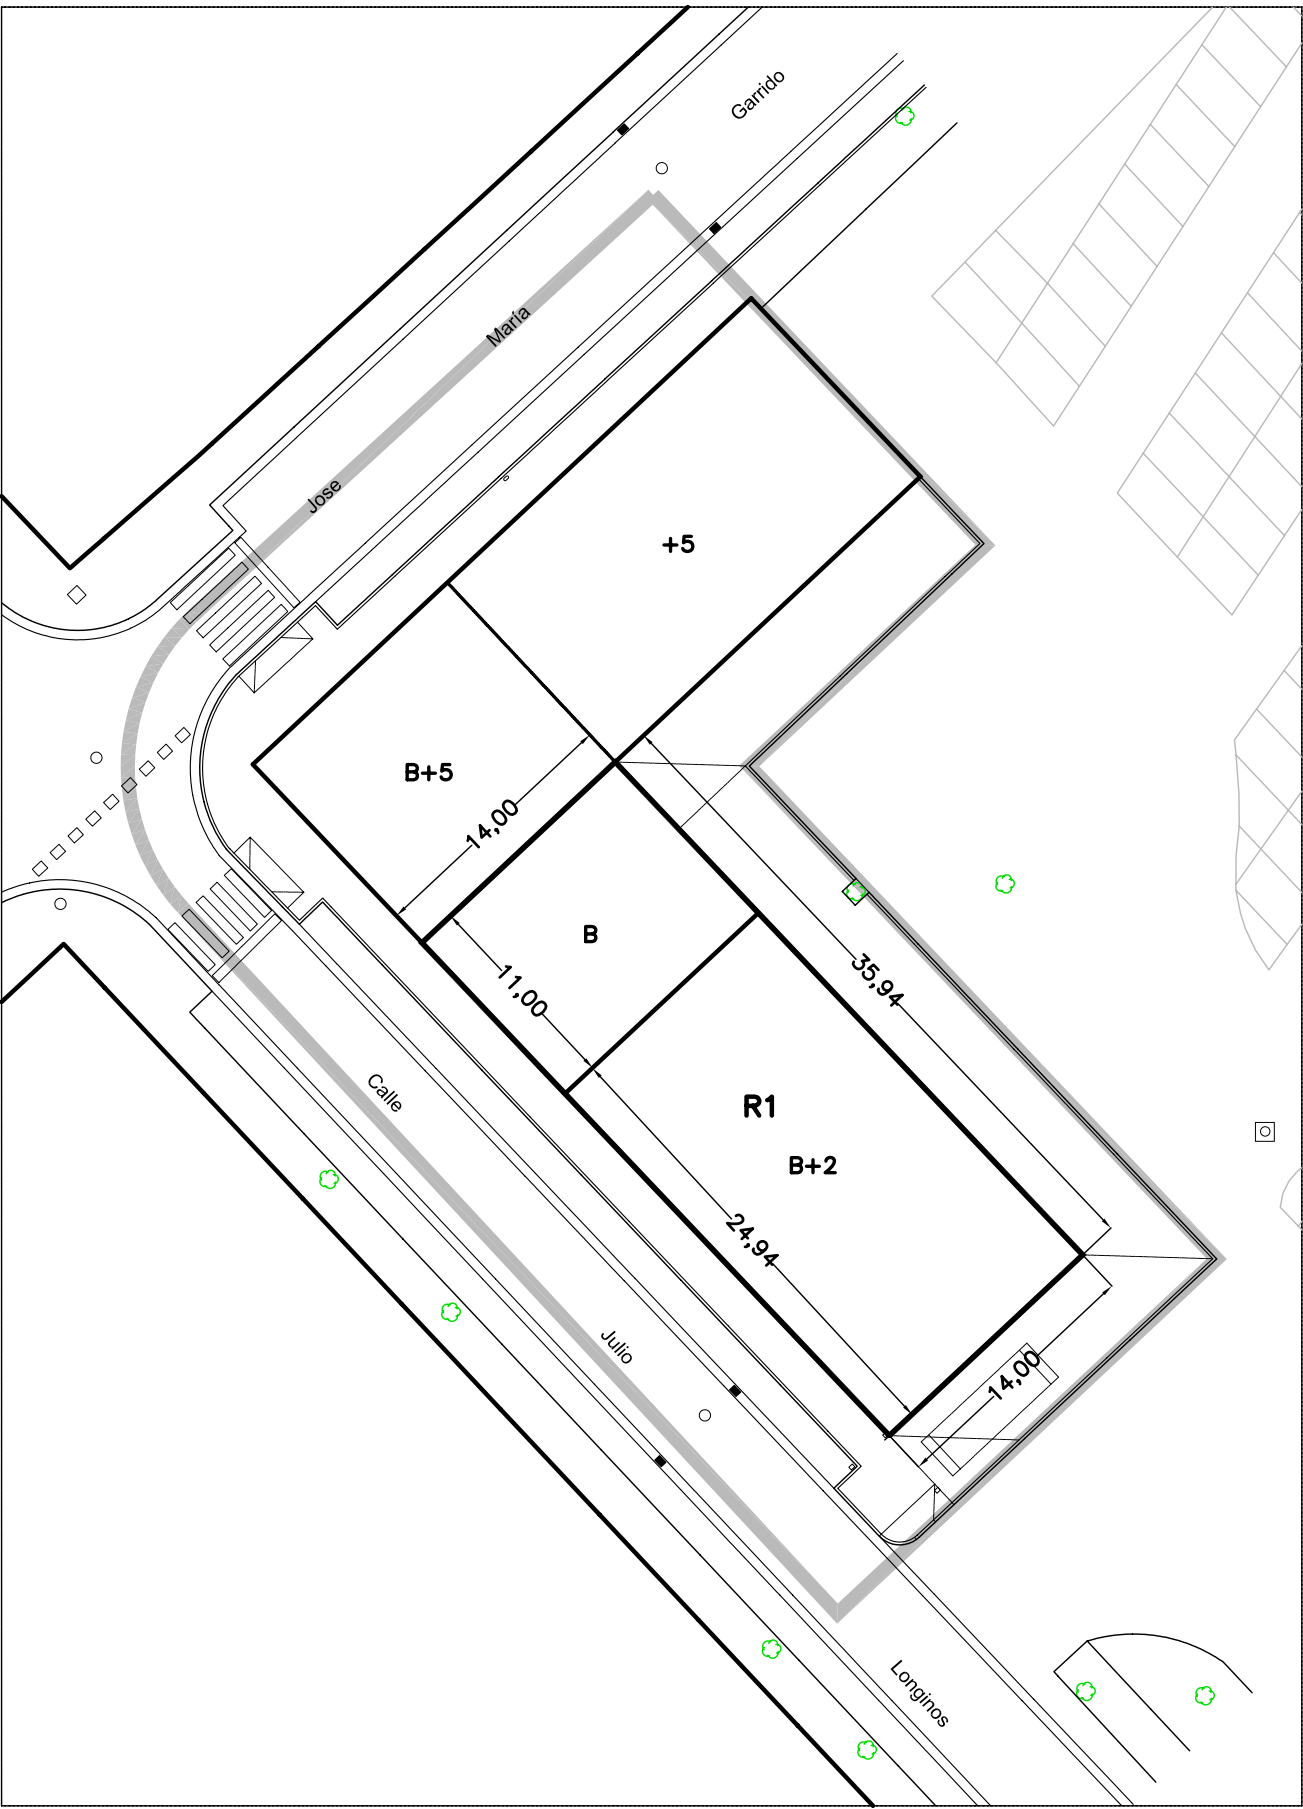 Garrido
María
Jose
+5
B+5
14,00
B
11,00
35,94
Calle
R1
B+2
24,94
Julio
14,00
Longinos